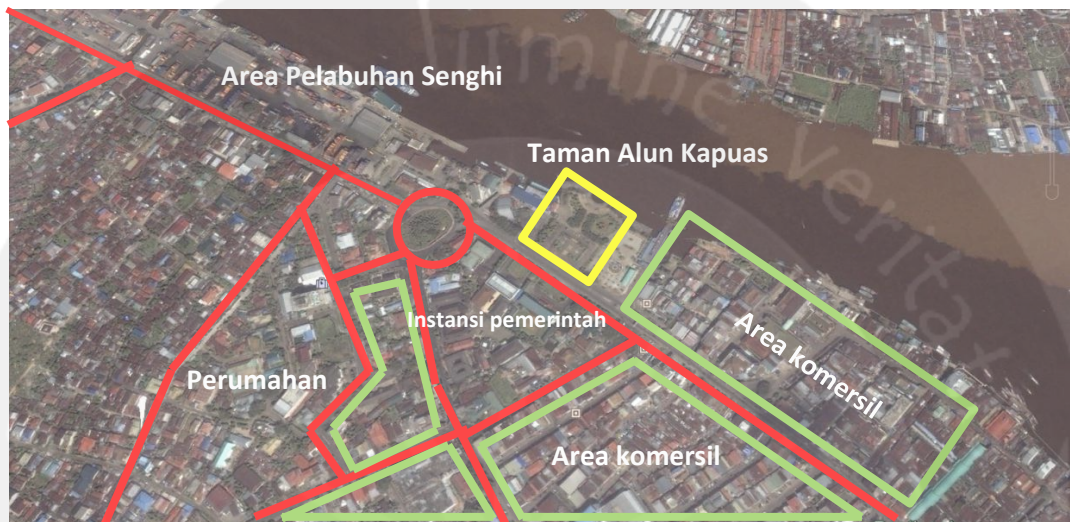 Area Pelabuhan Senghi
Taman Alun Kapuas
Instansi pemerintah
Area komersil
Perumahan
Area komersil